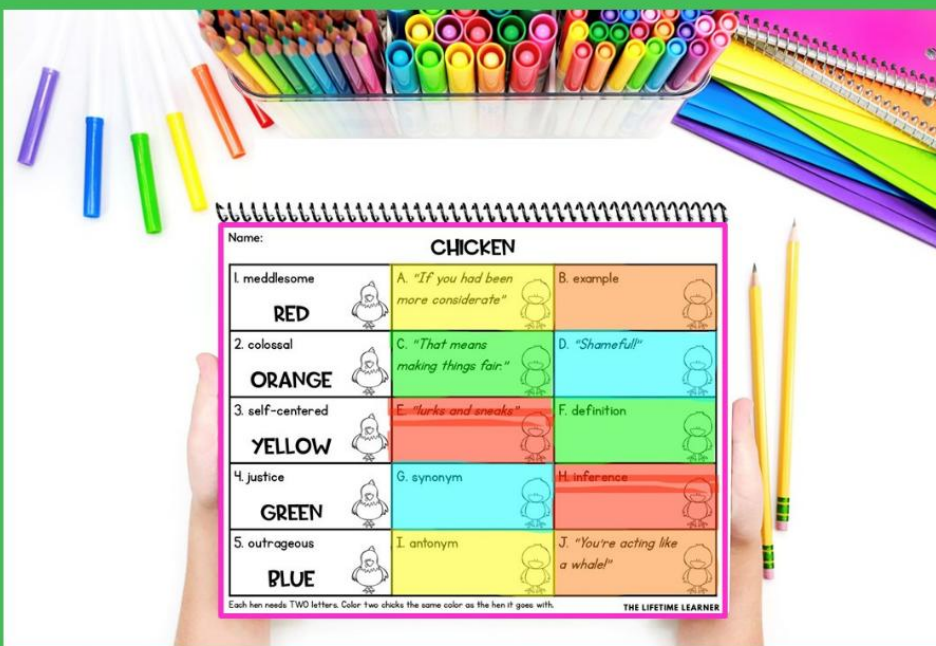 Name:
CHICKEN
1. meddlesome
RED
A. "If you had been
more considerate"
B. example
2. colossal
ORANGE
C. "That means
making things fair."
D. "Shameful!"
3. self-centered
YELLOW
E. "lurks and sneaks"
F. definition
4. justice
GREEN
G. synonym
H. inference
5. outrageous
BLUE
I. antonym
J. "You're acting like
a whale!"
Each hen needs TWO letters. Color two chicks the same color as the hen it goes with.
THE LIFETIME LEARNER